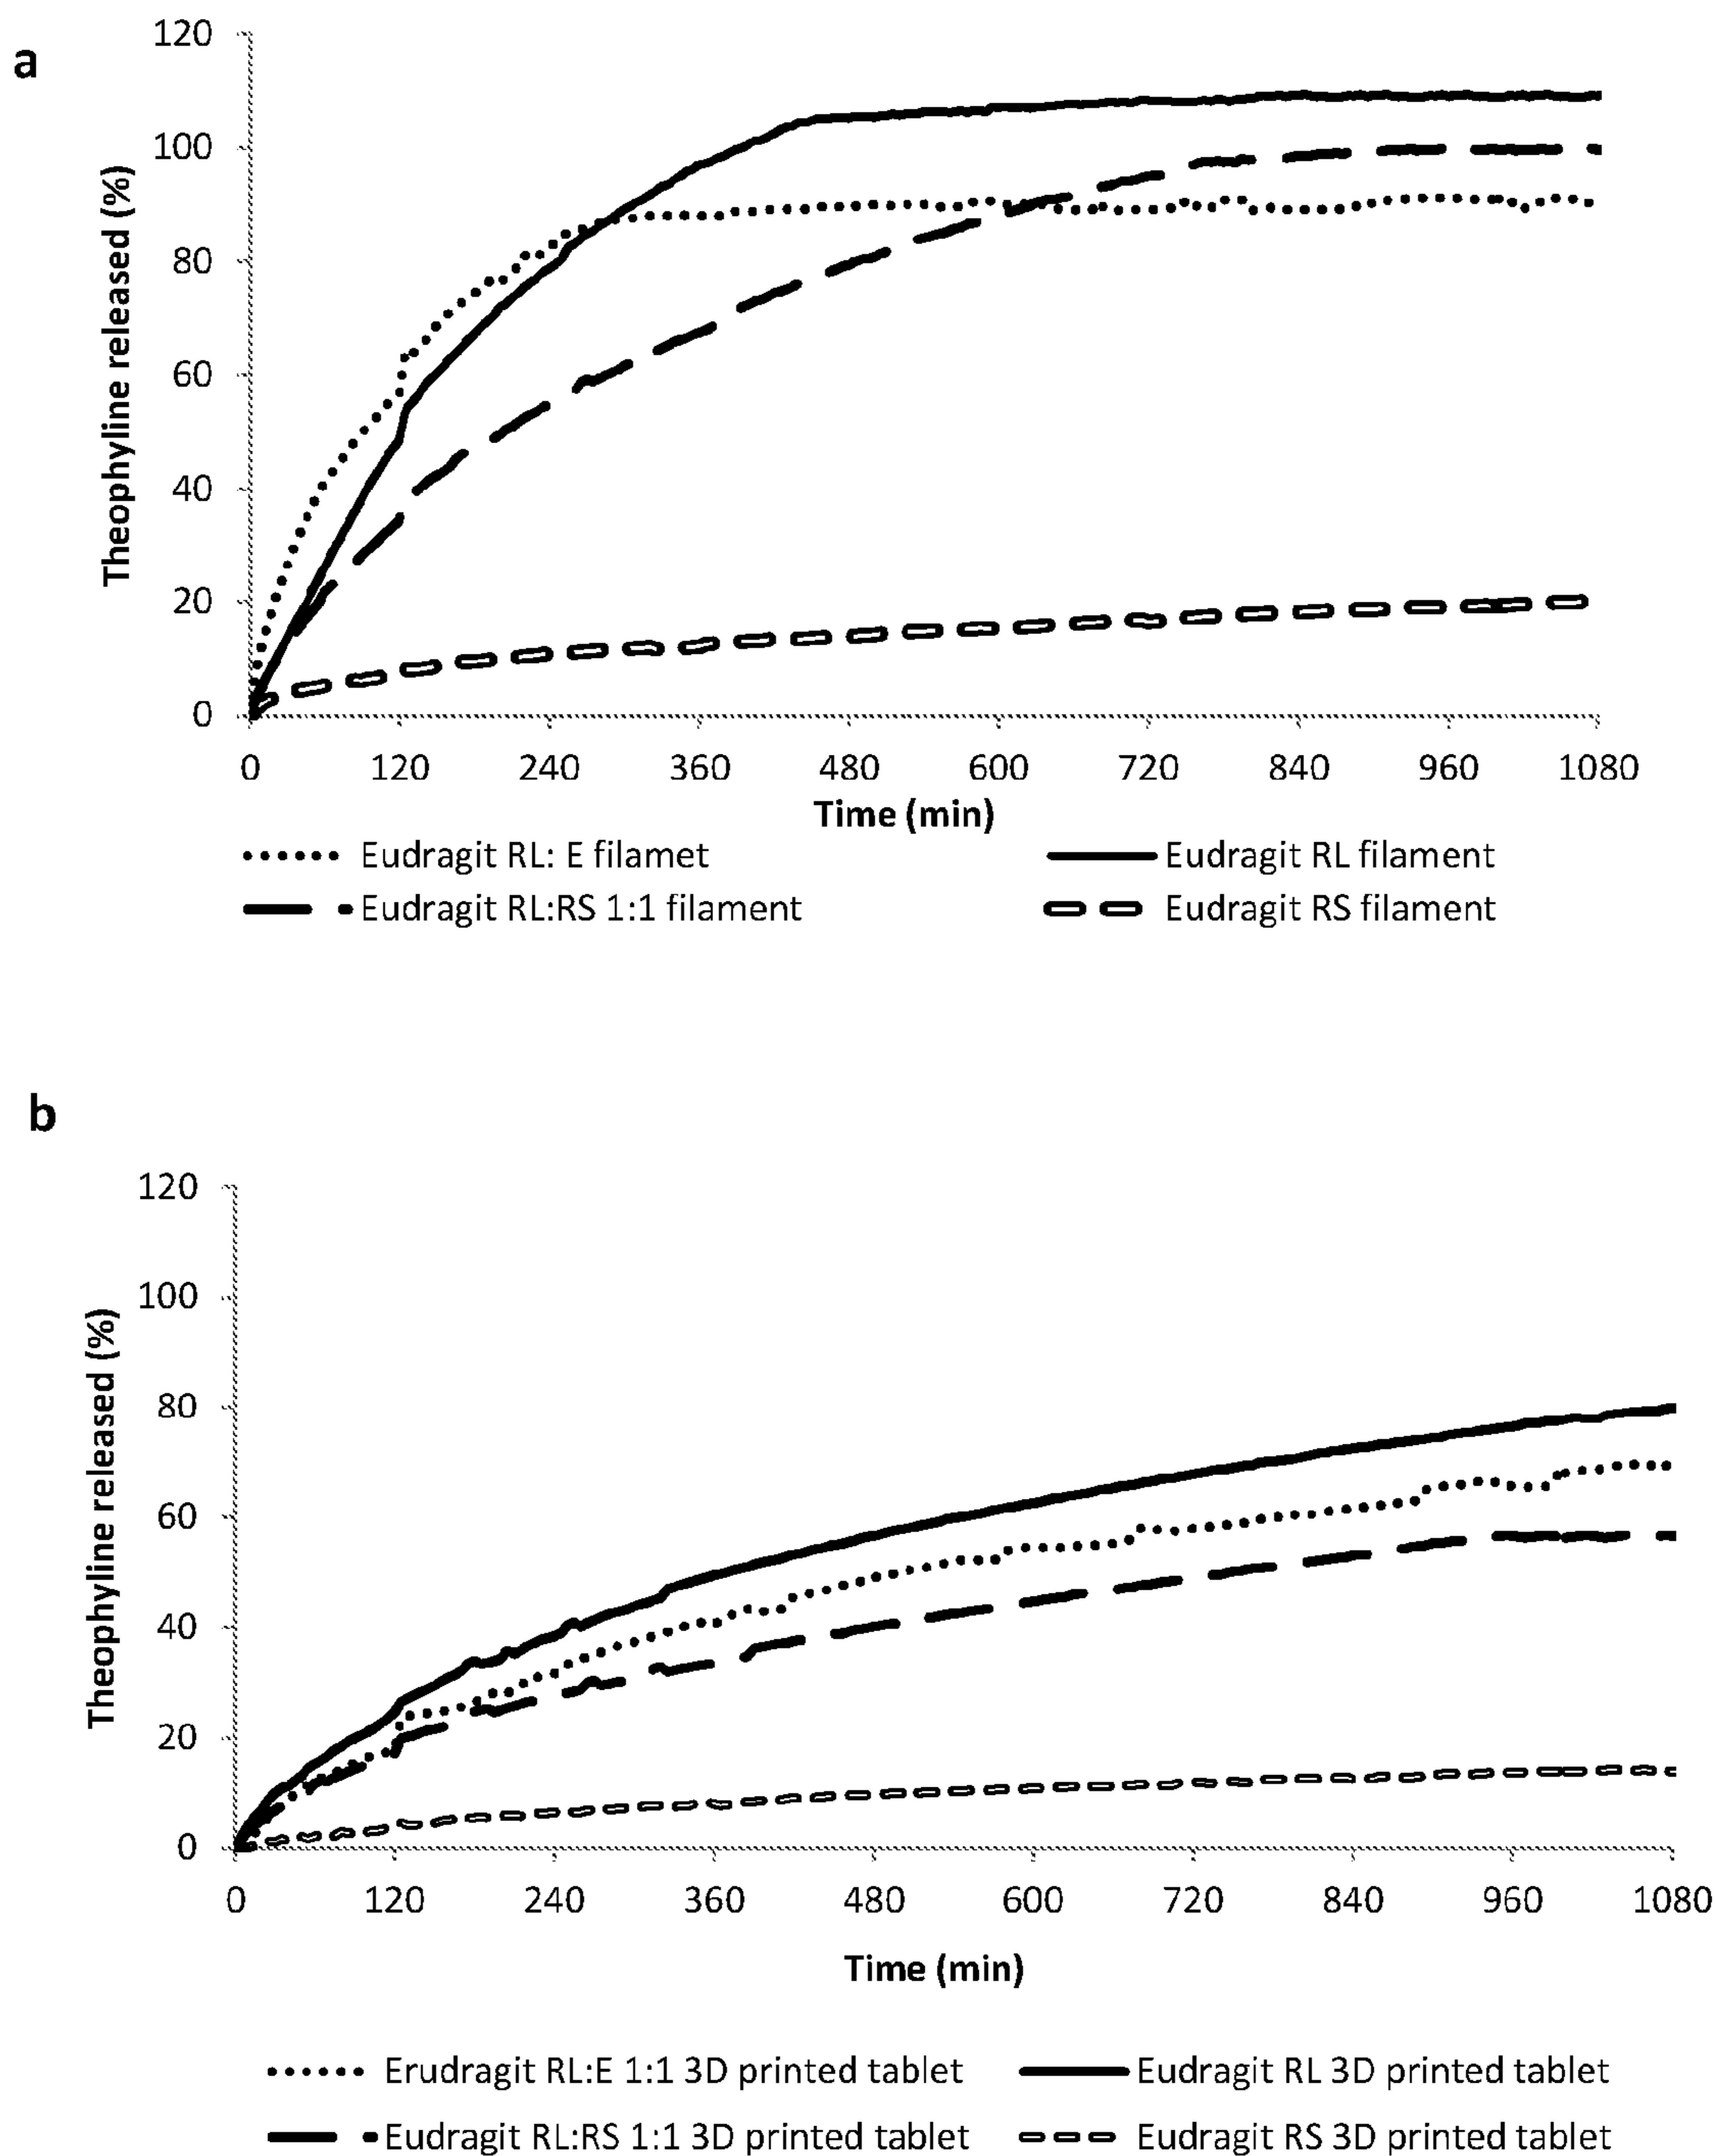 a
Theophyline released (%)
120
100
80
60
40
20
0
0 120 240 360 480 600 720 840 960 1080
Time (min)
Eudragit RL: E filamet Eudragit RL filament
Eudragit RL:RS 1:1 filament Eudragit RS filament
b
Theophyline released (%)
120
100
80
60
40
20
0
0 120 240 360 480 600 720 840 960 1080
Time (min)
Erudragit RL:E 1:1 3D printed tablet Eudragit RL 3D printed tablet
Eudragit RL:RS 1:1 3D printed tablet Eudragit RS 3D printed tablet